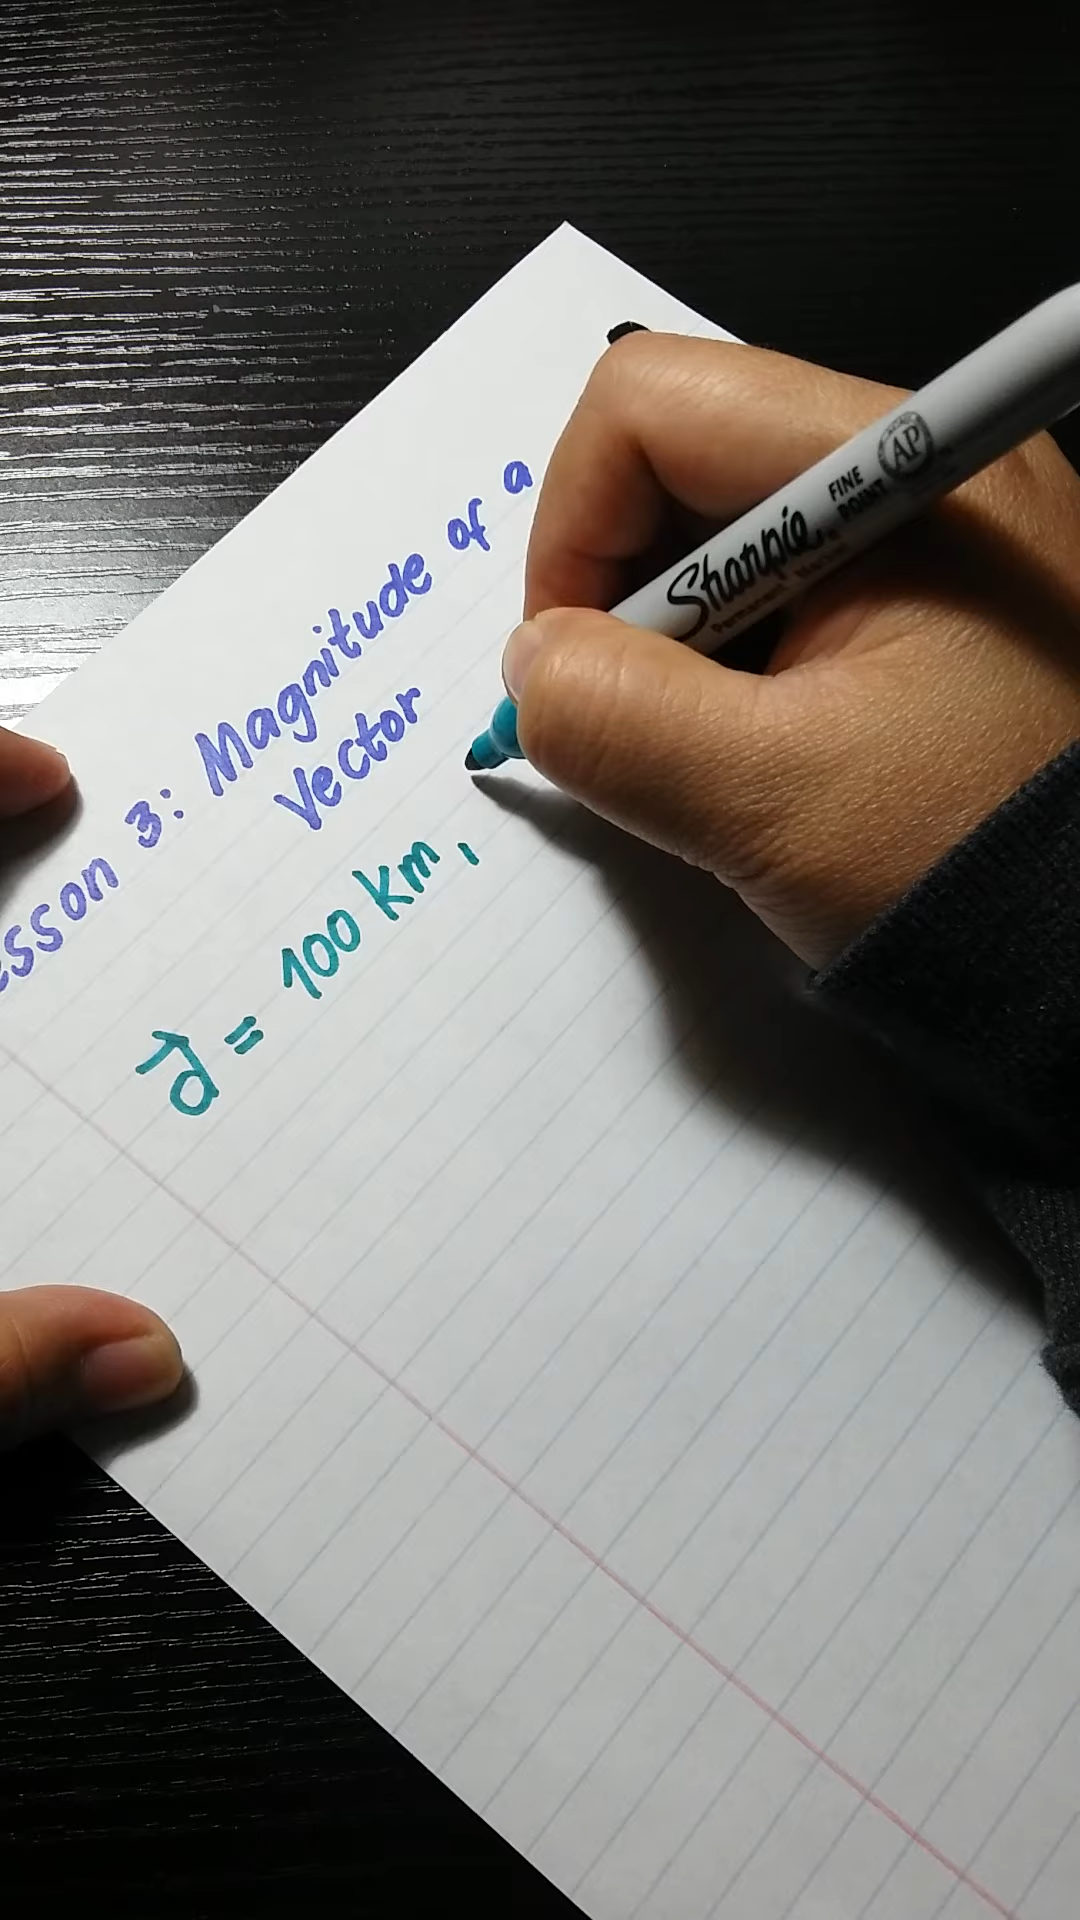 esson 3: Magnitude of a
Vector
d⃗ = 100 km,
Sharpie
Permanent Marker
FINE
POINT
AP